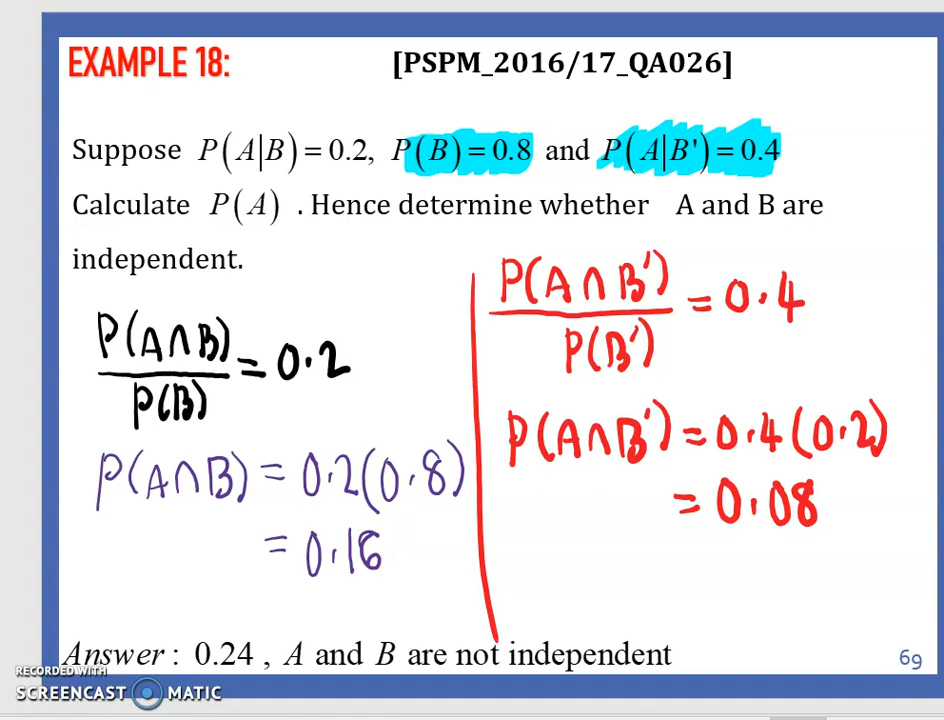 EXAMPLE 18:
[PSPM_2016/17_QA026]
Suppose P(A|B) = 0.2, P(B) = 0.8 and P(A|B') = 0.4
Calculate P(A) . Hence determine whether A and B are
independent.
P(A∩B)
P(B)
= 0.2
P(A∩B) = 0.2(0.8)
= 0.16
P(A∩B')
P(B')
= 0.4
P(A∩B') = 0.4(0.2)
= 0.08
Answer : 0.24 , A and B are not independent
69
RECORDED WITH
SCREENCAST MATIC